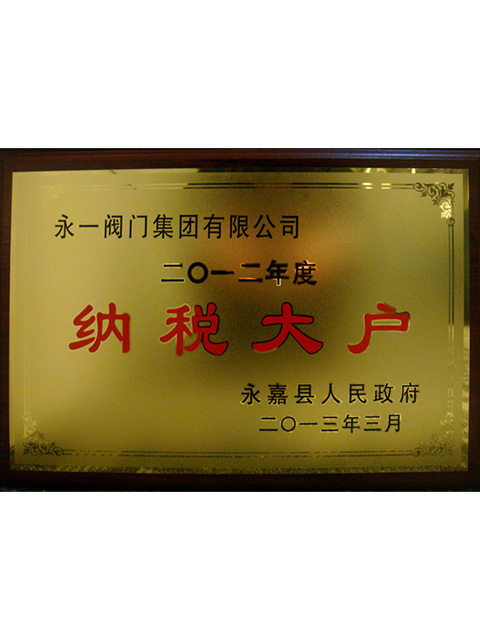 永一阀门集团有限公司
二〇一二年度
纳税大户
永嘉县人民政府
二〇一三年三月